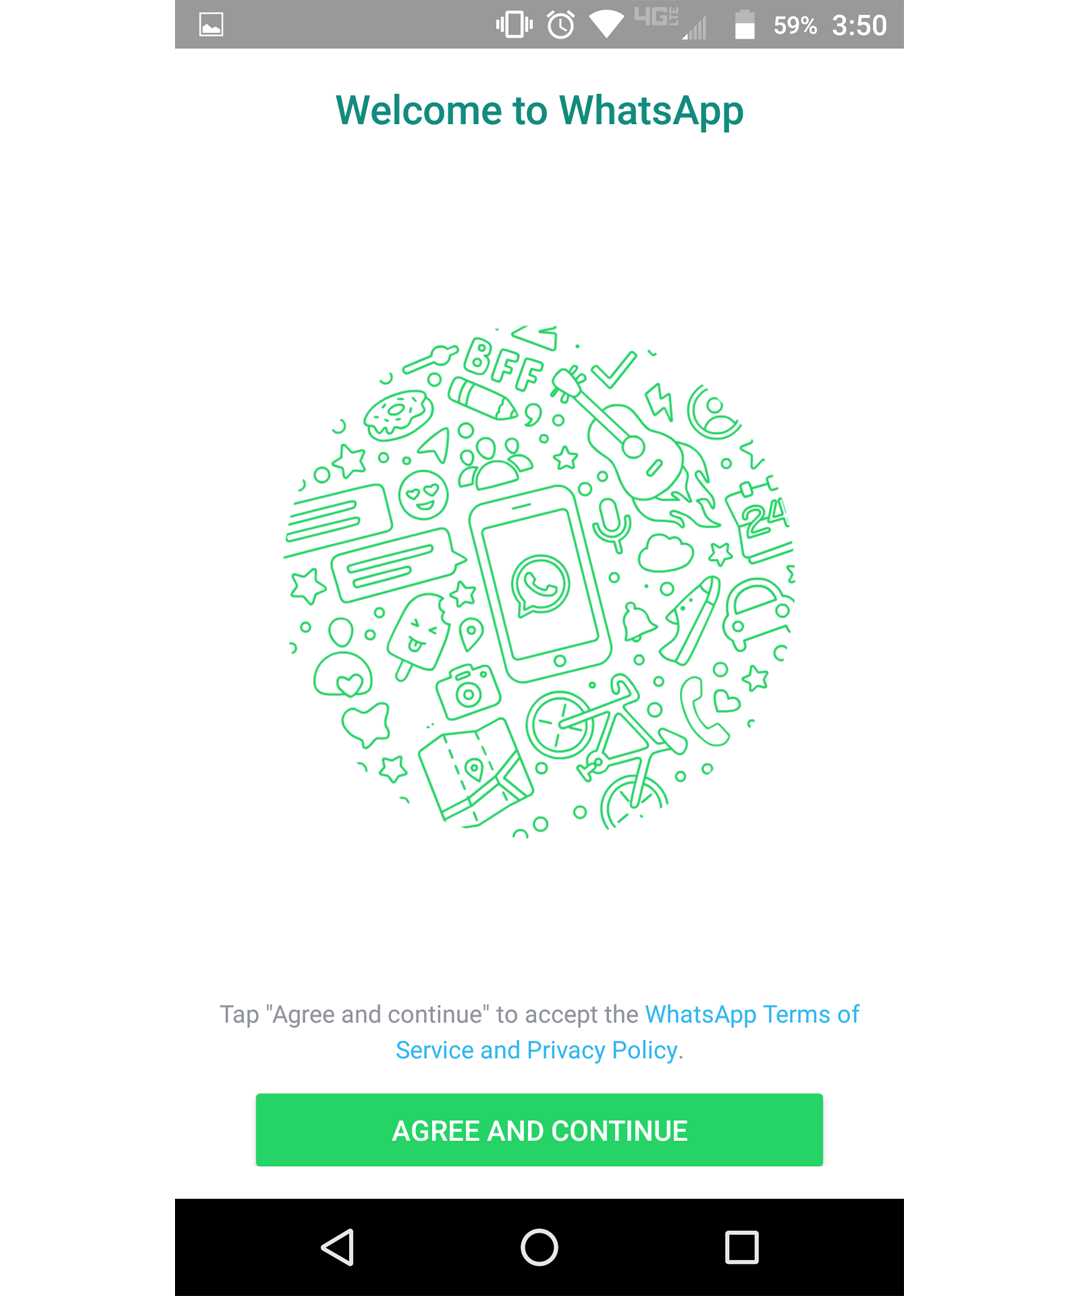 4G LTE 59% 3:50
Welcome to WhatsApp
BFF
24
Tap "Agree and continue" to accept the WhatsApp Terms of
Service and Privacy Policy.
AGREE AND CONTINUE